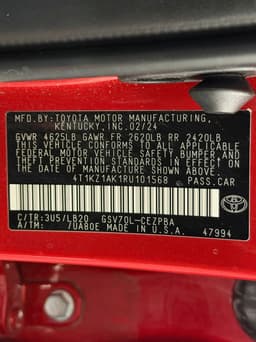 MFD.BY:TOYOTA MOTOR MANUFACTURING,
KENTUCKY, INC. 02/24
GVWR 4625LB GAWR FR 2620LB RR 2420LB
THIS VEHICLE CONFORMS TO ALL
APPLICABLE FEDERAL MOTOR VEHICLE
SAFETY, BUMPER, AND
THEFT PREVENTION STANDARDS IN EFFECT ON
THE DATE OF MANUFACTURE SHOWN ABOVE.
4T1KZ1AK1RU101568 PASS.CAR
C/TR:3U5/LB20 GSV70L-CEZPBA
A/TM: /UA80E MADE IN U.S.A.
47994